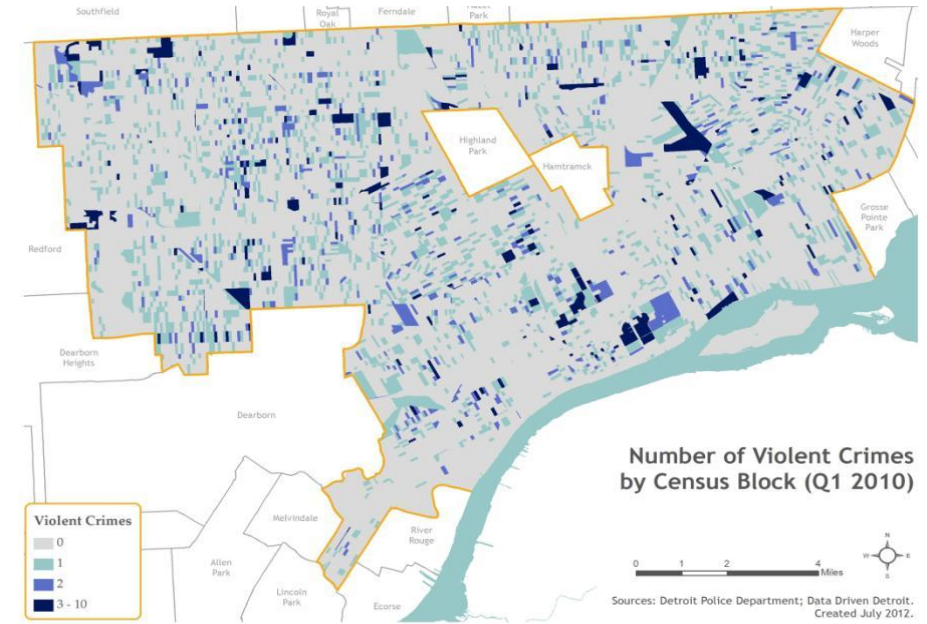 Southfield
Royal
Oak
Ferndale
Hazel
Park
Harper
Woods
Highland
Park
Hamtramck
Grosse
Pointe
Park
Redford
Dearborn
Heights
Dearborn
Number of Violent Crimes
by Census Block (Q1 2010)
Melvindale
River
Rouge
Allen
Park
Lincoln
Park
Ecorse
Violent Crimes
0
1
2
3 - 10
N
W
E
S
0 1 2 4
Miles
Sources: Detroit Police Department; Data Driven Detroit.
Created July 2012.